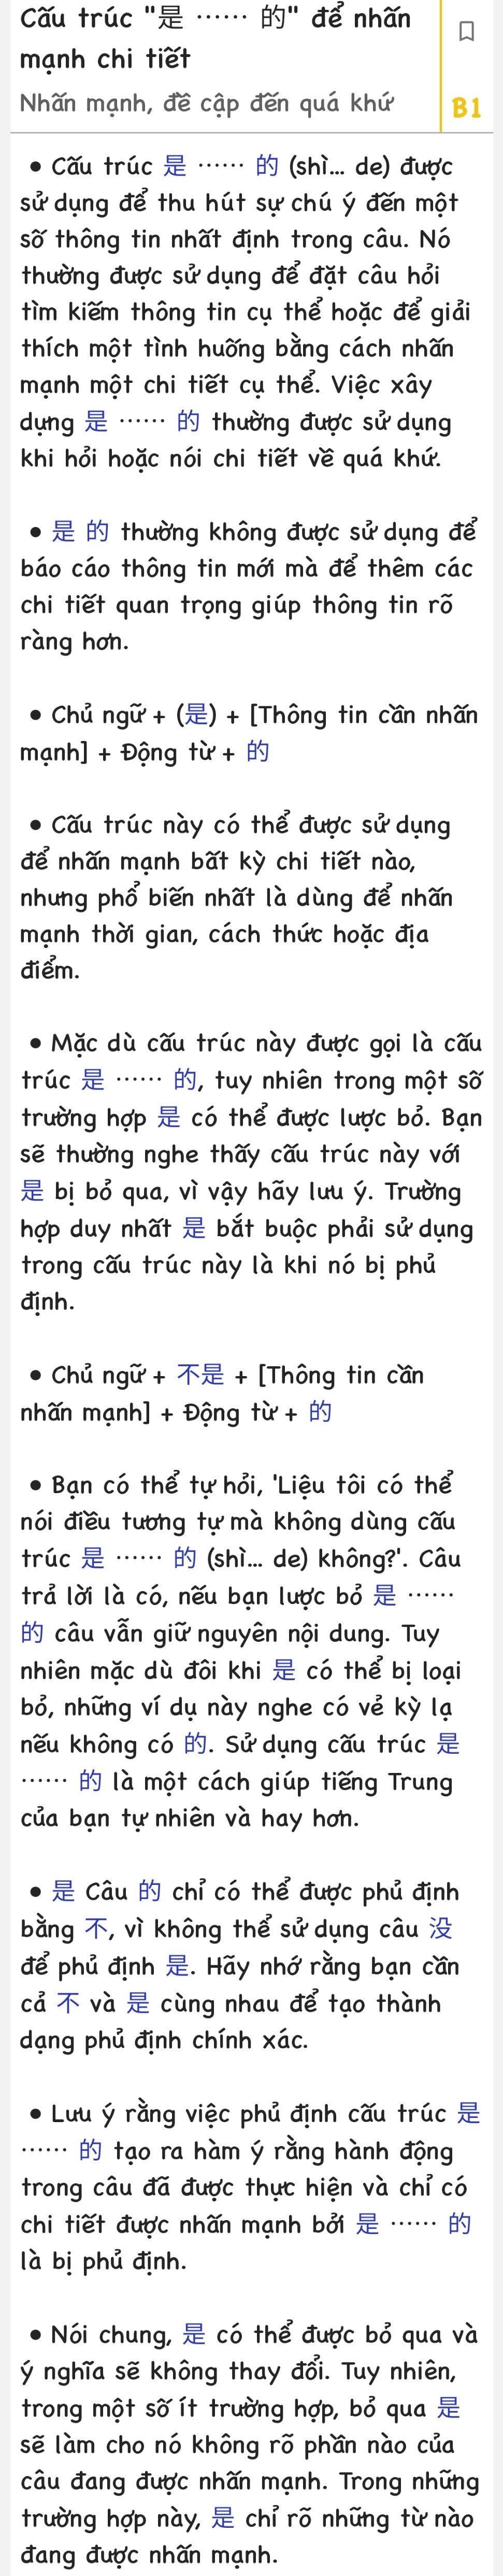 Cấu trúc "是 ⋯⋯ 的" để nhấn
mạnh chi tiết
Nhấn mạnh, đề cập đến quá khứ
B1
• Cấu trúc 是 ⋯⋯ 的 (shì... de) được
sử dụng để thu hút sự chú ý đến một
số thông tin nhất định trong câu. Nó
thường được sử dụng để đặt câu hỏi
tìm kiếm thông tin cụ thể hoặc để giải
thích một tình huống bằng cách nhấn
mạnh một chi tiết cụ thể. Việc xây
dựng 是 ⋯⋯ 的 thường được sử dụng
khi hỏi hoặc nói chi tiết về quá khứ.
• 是 的 thường không được sử dụng để
báo cáo thông tin mới mà để thêm các
chi tiết quan trọng giúp thông tin rõ
ràng hơn.
• Chủ ngữ + (是) + [Thông tin cần nhấn
mạnh] + Động từ + 的
• Cấu trúc này có thể được sử dụng
để nhấn mạnh bất kỳ chi tiết nào,
nhưng phổ biến nhất là dùng để nhấn
mạnh thời gian, cách thức hoặc địa
điểm.
• Mặc dù cấu trúc này được gọi là cấu
trúc 是 ⋯⋯ 的, tuy nhiên trong một số
trường hợp 是 có thể được lược bỏ. Bạn
sẽ thường nghe thấy cấu trúc này với
是 bị bỏ qua, vì vậy hãy lưu ý. Trường
hợp duy nhất 是 bắt buộc phải sử dụng
trong cấu trúc này là khi nó bị phủ
định.
• Chủ ngữ + 不是 + [Thông tin cần
nhấn mạnh] + Động từ + 的
• Bạn có thể tự hỏi, 'Liệu tôi có thể
nói điều tương tự mà không dùng cấu
trúc 是 ⋯⋯ 的 (shì... de) không?'. Câu
trả lời là có, nếu bạn lược bỏ 是 ⋯⋯
的 câu vẫn giữ nguyên nội dung. Tuy
nhiên mặc dù đôi khi 是 có thể bị loại
bỏ, những ví dụ này nghe có vẻ kỳ lạ
nếu không có 的. Sử dụng cấu trúc 是
⋯⋯ 的 là một cách giúp tiếng Trung
của bạn tự nhiên và hay hơn.
• 是 Câu 的 chỉ có thể được phủ định
bằng 不, vì không thể sử dụng câu 没
để phủ định 是. Hãy nhớ rằng bạn cần
cả 不 và 是 cùng nhau để tạo thành
dạng phủ định chính xác.
• Lưu ý rằng việc phủ định cấu trúc 是
⋯⋯ 的 tạo ra hàm ý rằng hành động
trong câu đã được thực hiện và chỉ có
chi tiết được nhấn mạnh bởi 是 ⋯⋯ 的
là bị phủ định.
• Nói chung, 是 có thể được bỏ qua và
ý nghĩa sẽ không thay đổi. Tuy nhiên,
trong một số ít trường hợp, bỏ qua 是
sẽ làm cho nó không rõ phần nào của
câu đang được nhấn mạnh. Trong những
trường hợp này, 是 chỉ rõ những từ nào
đang được nhấn mạnh.